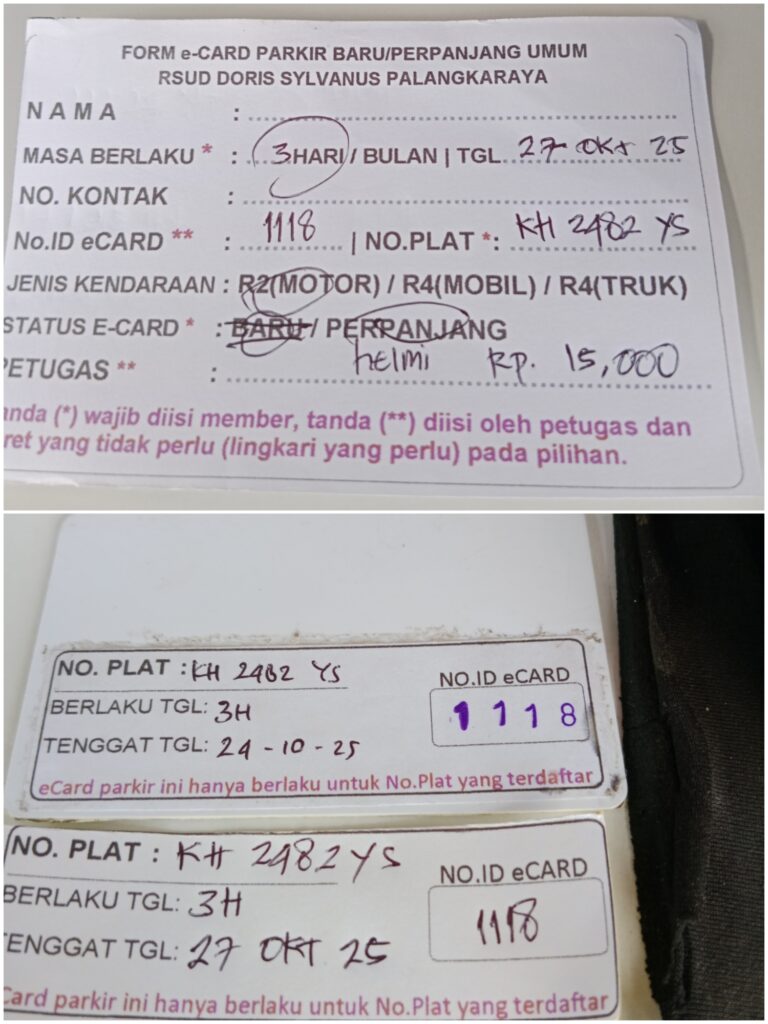 FORM e-CARD PARKIR BARU/PERPANJANG UMUM
RSUD DORIS SYLVANUS PALANGKARAYA
NAMA :
MASA BERLAKU * : 3 HARI / BULAN | TGL 27 OKT 25
NO. KONTAK :
No.ID eCARD ** : 1118 | NO.PLAT *: KH 2482 YS
JENIS KENDARAAN : R2(MOTOR) / R4(MOBIL) / R4(TRUK)
STATUS E-CARD * : BARU / PERPANJANG
PETUGAS ** : helmi Rp. 15,000
anda (*) wajib diisi member, tanda (**) diisi oleh petugas dan
ret yang tidak perlu (lingkari yang perlu) pada pilihan.
NO. PLAT : KH 2482 YS
NO.ID eCARD
BERLAKU TGL: 3H
1118
TENGGAT TGL: 24-10-25
eCard parkir ini hanya berlaku untuk No.Plat yang terdaftar
NO. PLAT : KH 2482 YS
NO.ID eCARD
BERLAKU TGL: 3H
1118
TENGGAT TGL: 27 OKT 25
Card parkir ini hanya berlaku untuk No.Plat yang terdaftar